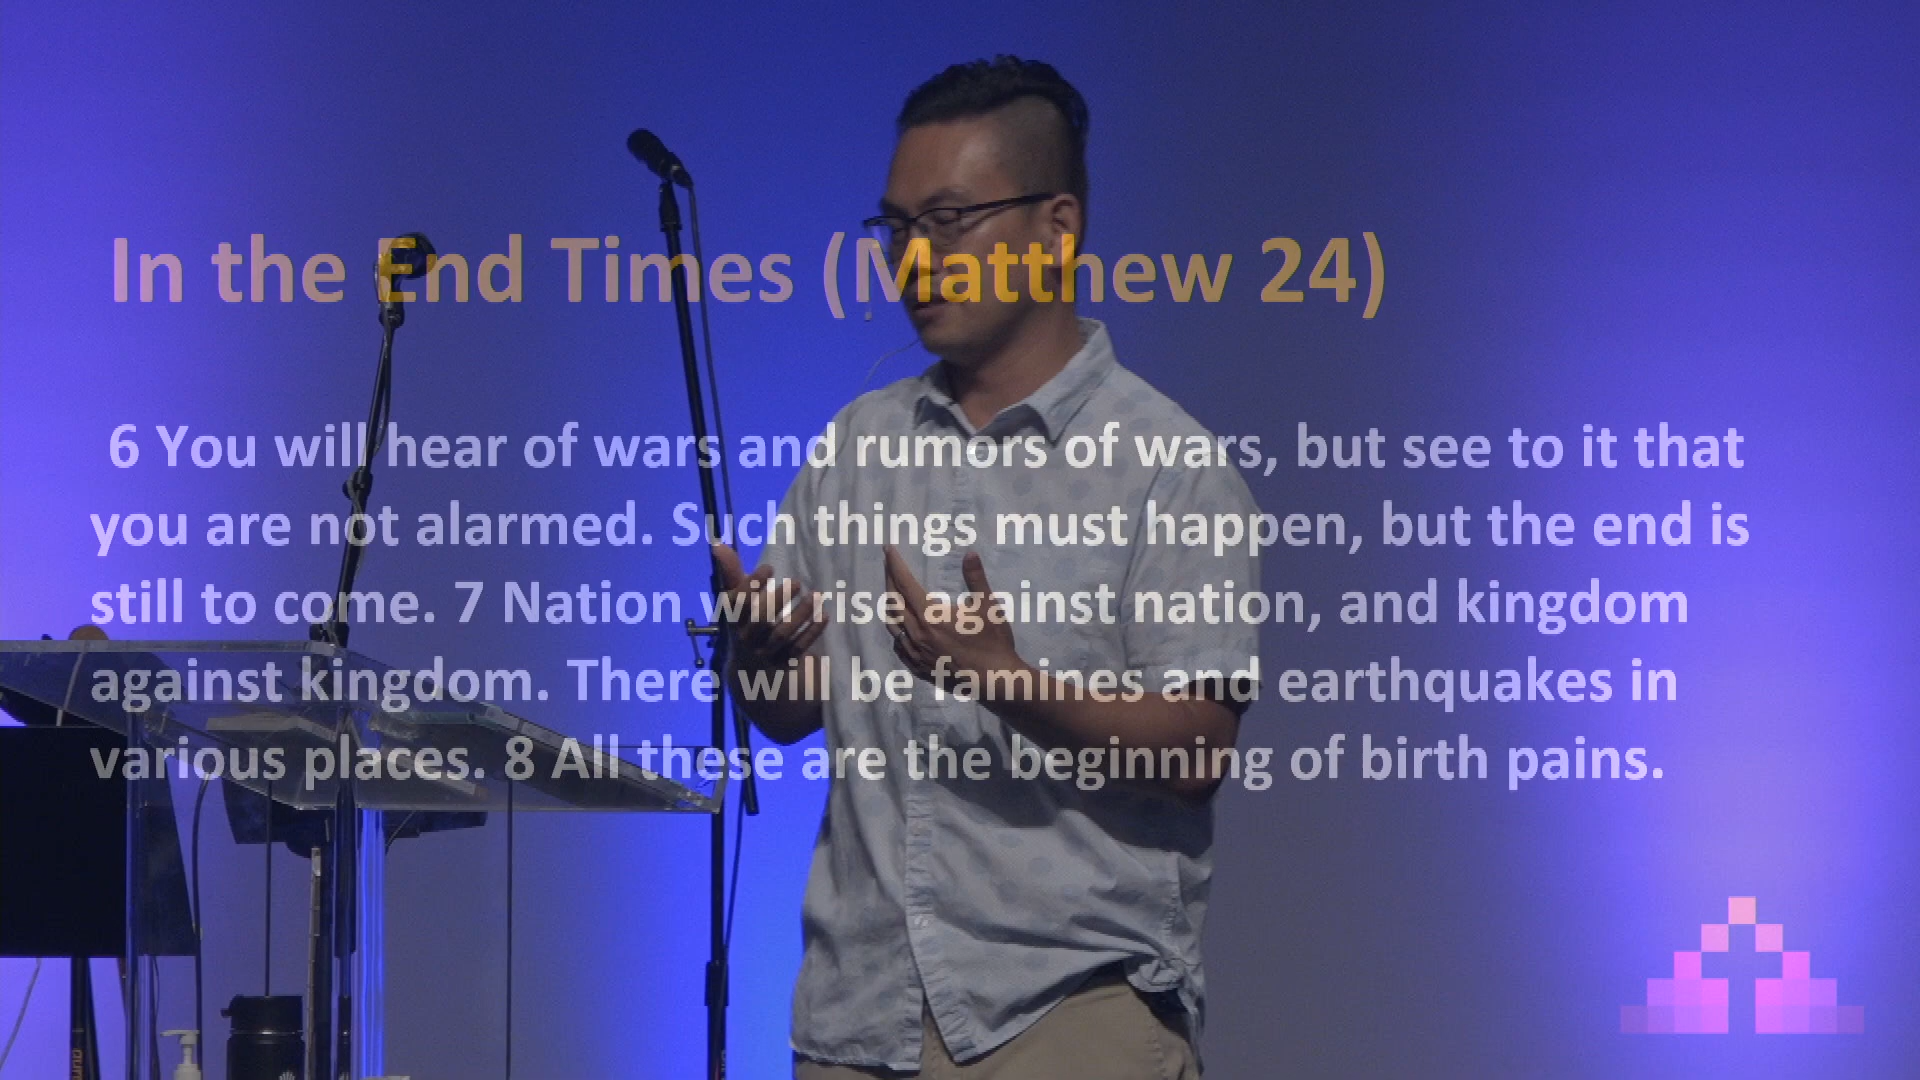 In the End Times (Matthew 24)
6 You will hear of wars and rumors of wars, but see to it that
you are not alarmed. Such things must happen, but the end is
still to come. 7 Nation will rise against nation, and kingdom
against kingdom. There will be famines and earthquakes in
various places. 8 All these are the beginning of birth pains.